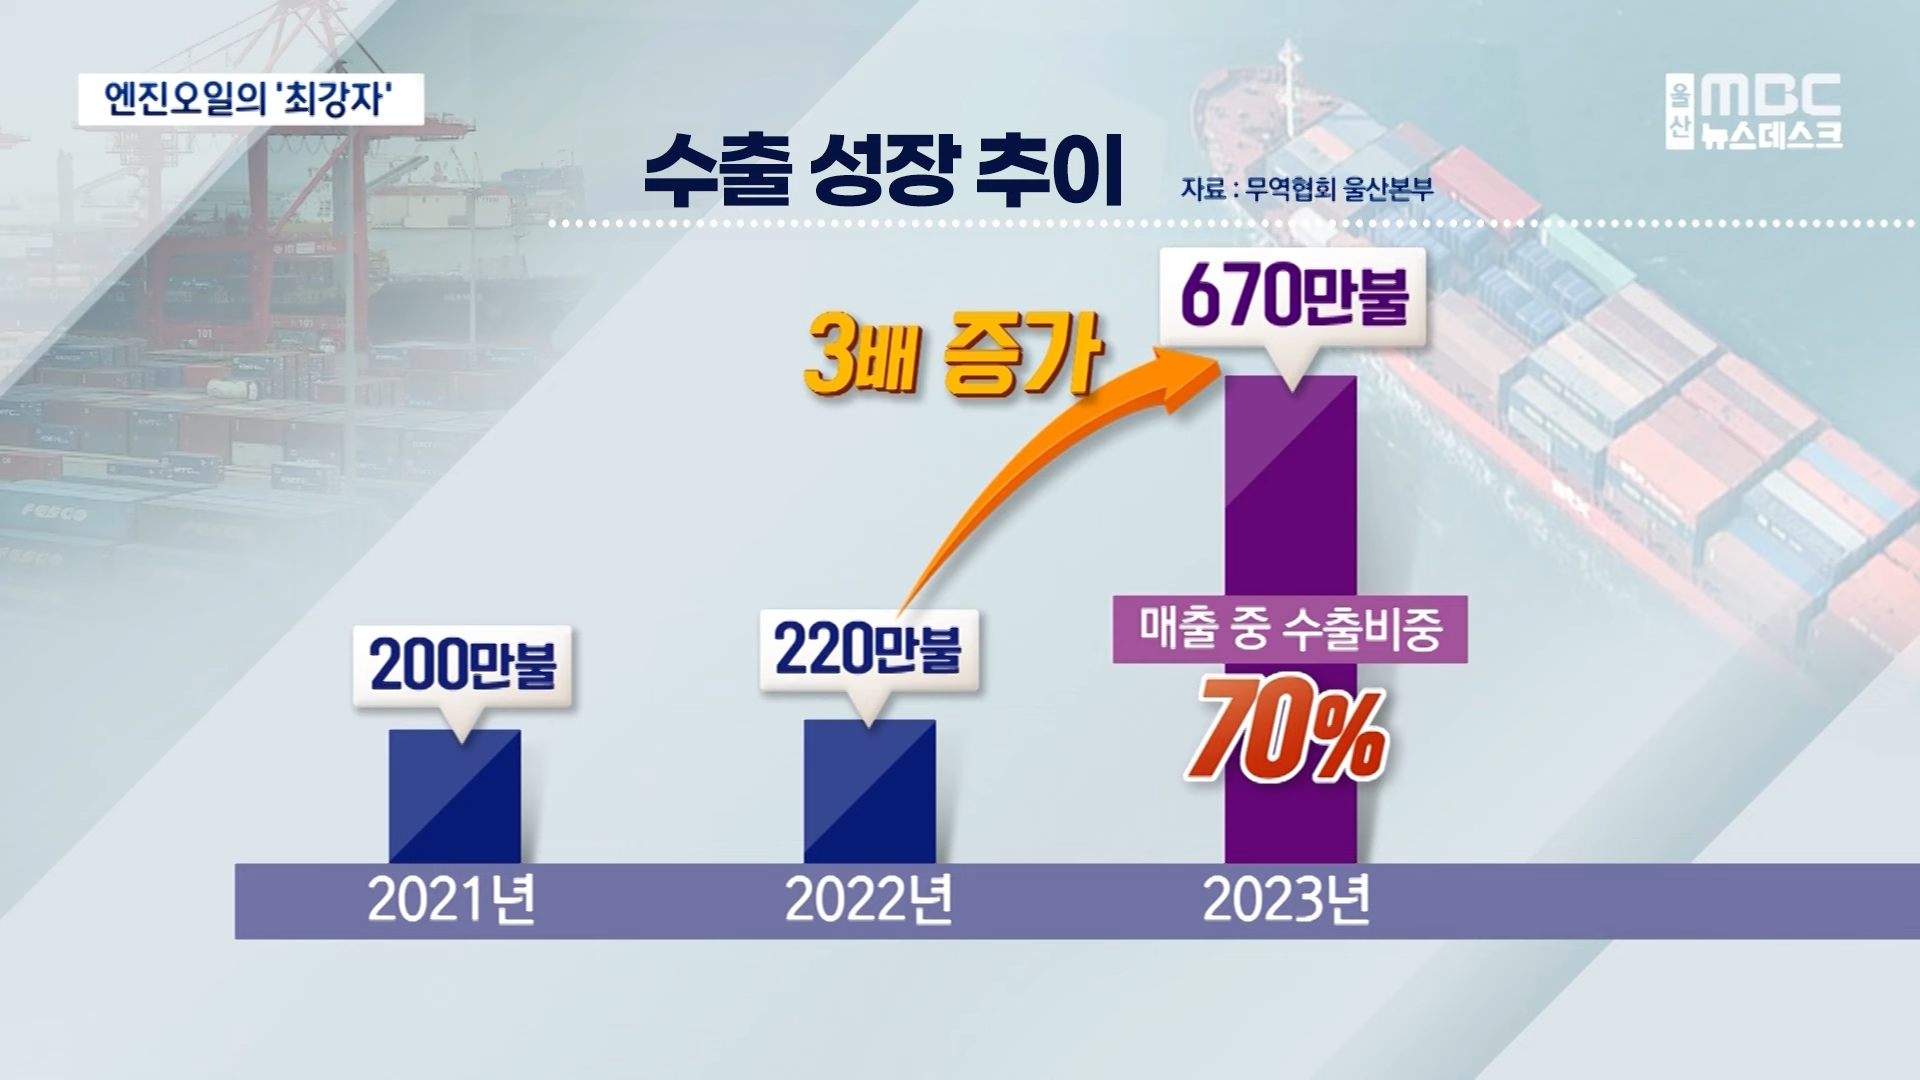 엔진오일의 '최강자'
울산
MBC
뉴스데스크
수출 성장 추이
자료 : 무역협회 울산본부
670만불
3배 증가
220만불
200만불
매출 중 수출비중
70%
2021년
2022년
2023년
101
101
FESCO